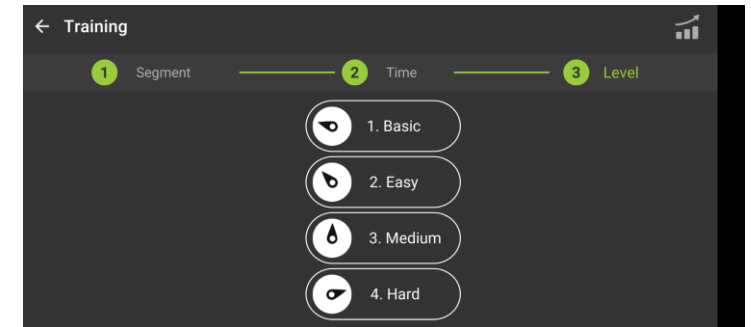 Training
1 Segment 2 Time 3 Level
1. Basic
2. Easy
3. Medium
4. Hard